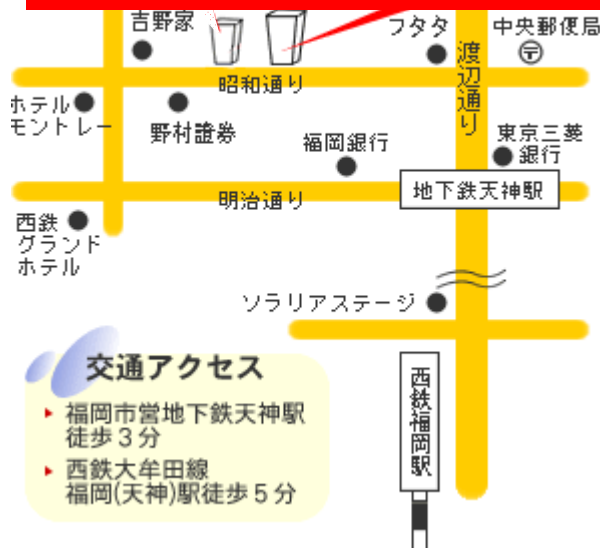 吉野家
フタタ
中央郵便局
〒
昭和通り
渡辺通り
ホテル
モントレー
野村證券
福岡銀行
東京三菱
銀行
明治通り
地下鉄天神駅
西鉄
グランド
ホテル
ソラリアステージ
西鉄福岡駅
交通アクセス
福岡市営地下鉄天神駅
徒歩3分
西鉄大牟田線
福岡(天神)駅徒歩5分